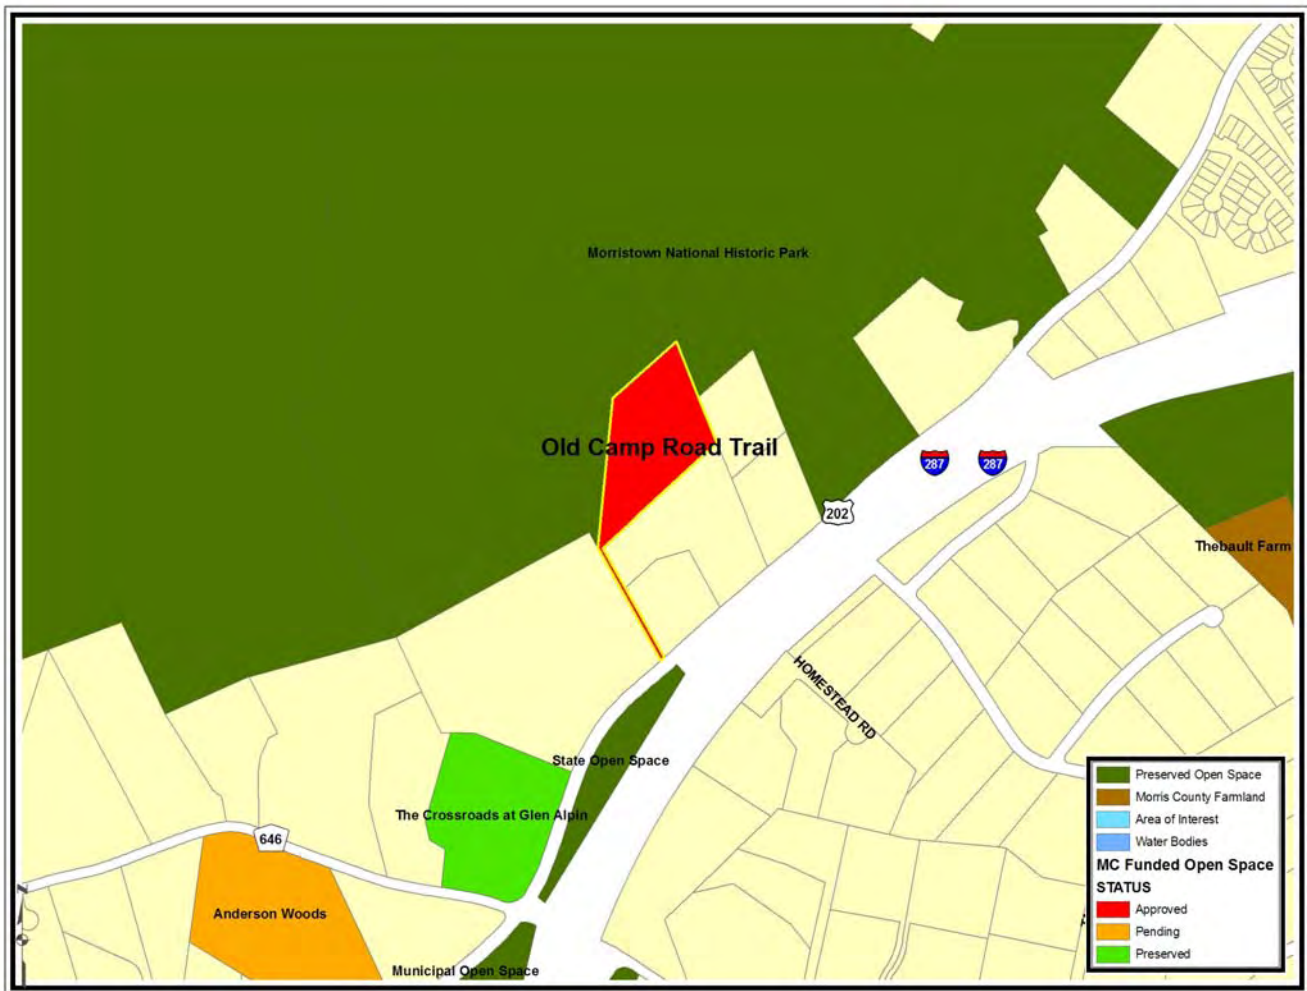 Morristown National Historic Park
Old Camp Road Trail
287
287
202
Thebault Farm
HOMESTEAD RD
State Open Space
The Crossroads at Glen Alpin
646
Anderson Woods
Municipal Open Space
Preserved Open Space
Morris County Farmland
Area of Interest
Water Bodies
MC Funded Open Space
STATUS
Approved
Pending
Preserved